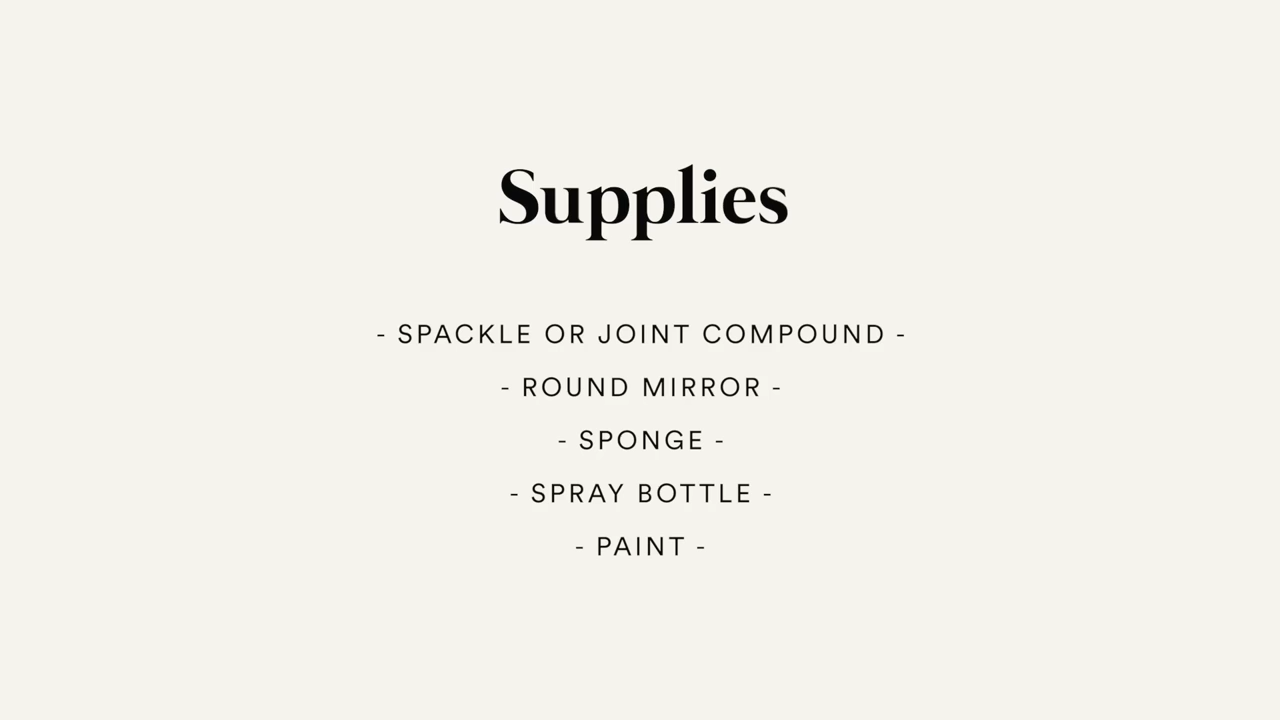 Supplies
- SPACKLE OR JOINT COMPOUND -
- ROUND MIRROR -
- SPONGE -
- SPRAY BOTTLE -
- PAINT -